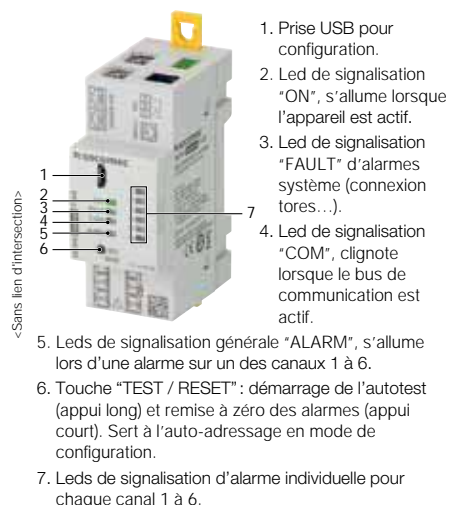 1. Prise USB pour
configuration.
2. Led de signalisation
"ON", s'allume lorsque
l'appareil est actif.
3. Led de signalisation
"FAULT" d'alarmes
système (connexion
tores…).
4. Led de signalisation
"COM", clignote
lorsque le bus de
communication est
actif.
1
2
3
4
5
6
7
<Sans lien d'intersection>
5. Leds de signalisation générale "ALARM", s'allume
lors d'une alarme sur un des canaux 1 à 6.
6. Touche "TEST / RESET" : démarrage de l'autotest
(appui long) et remise à zéro des alarmes (appui
court). Sert à l'auto-adressage en mode de
configuration.
7. Leds de signalisation d'alarme individuelle pour
chaque canal 1 à 6.